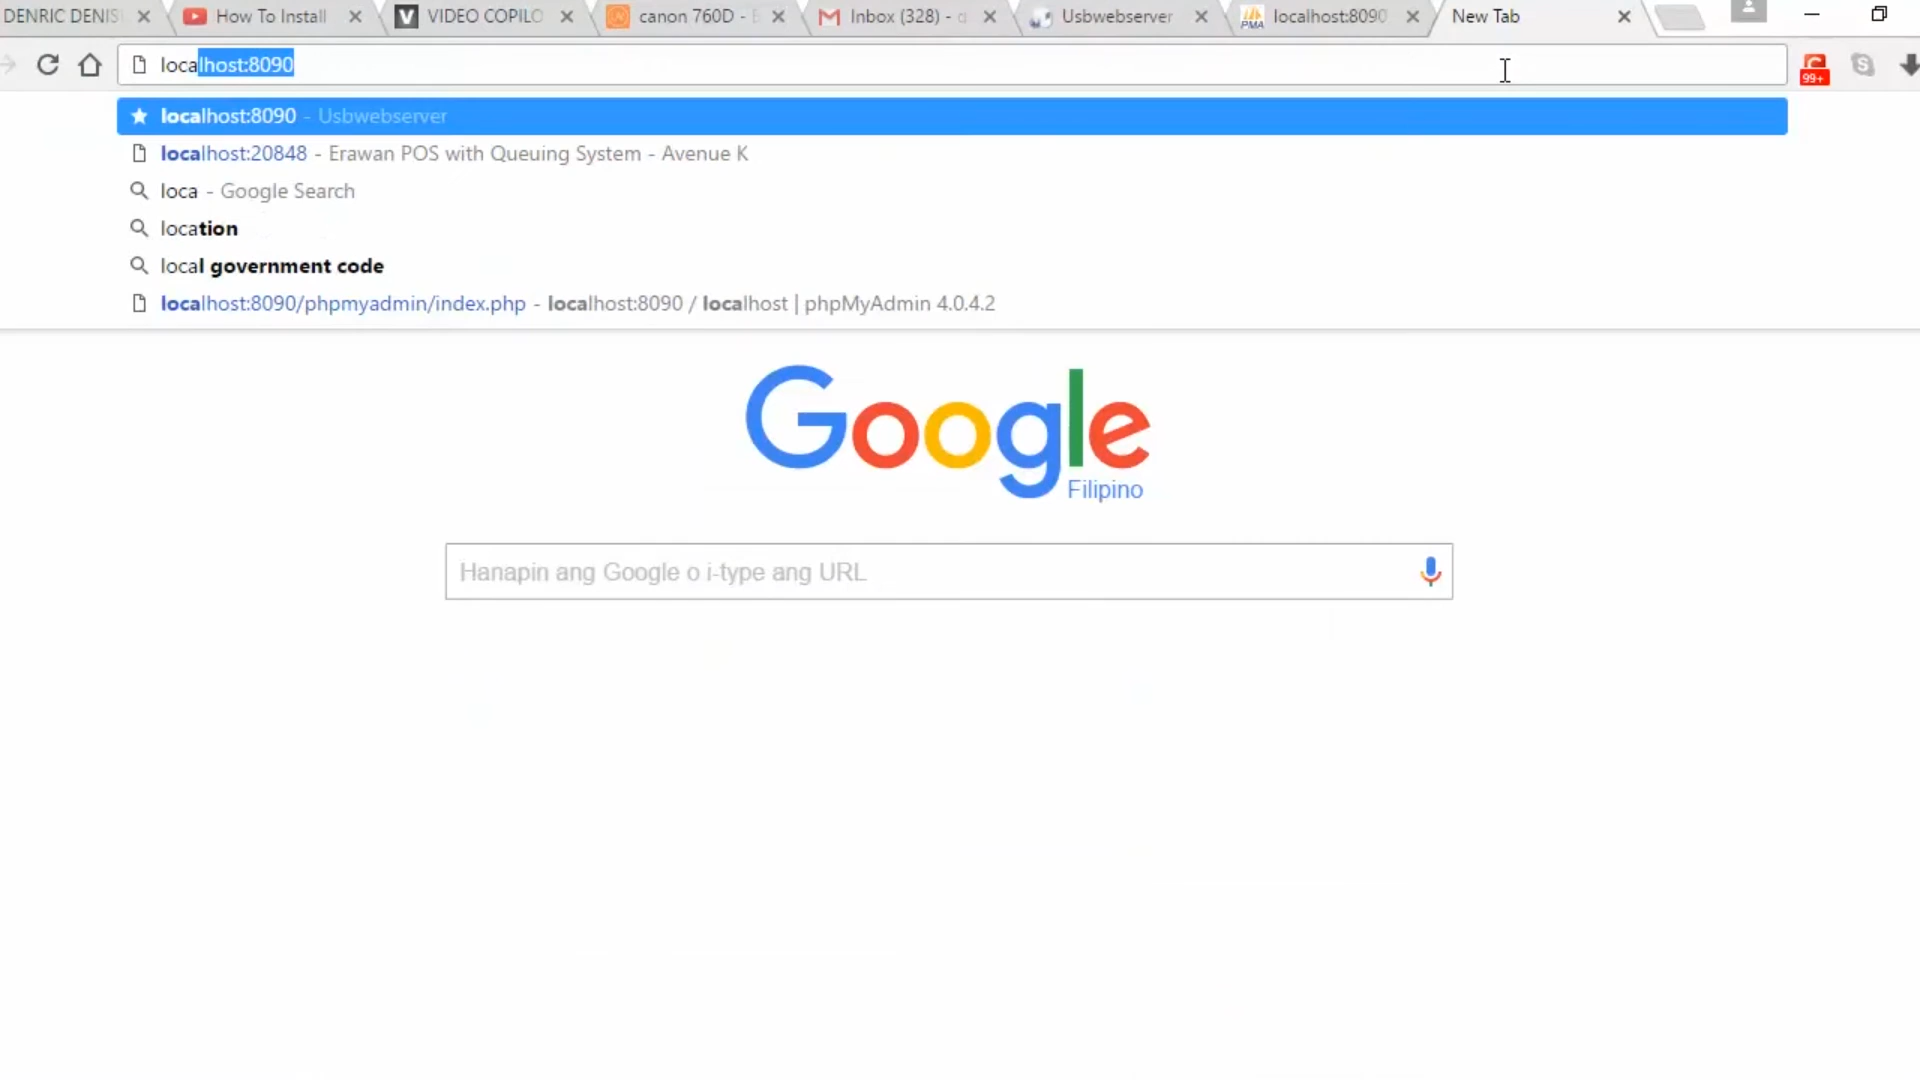 DENRIC DENIS
How To Install
VIDEO COPILO
canon 760D -
Inbox (328) -
Usbwebserver
localhost:8090
New Tab
localhost:8090
99+
localhost:8090 - Usbwebserver
localhost:20848 - Erawan POS with Queuing System - Avenue K
loca - Google Search
location
local government code
localhost:8090/phpmyadmin/index.php - localhost:8090 / localhost | phpMyAdmin 4.0.4.2
Google
Filipino
Hanapin ang Google o i-type ang URL